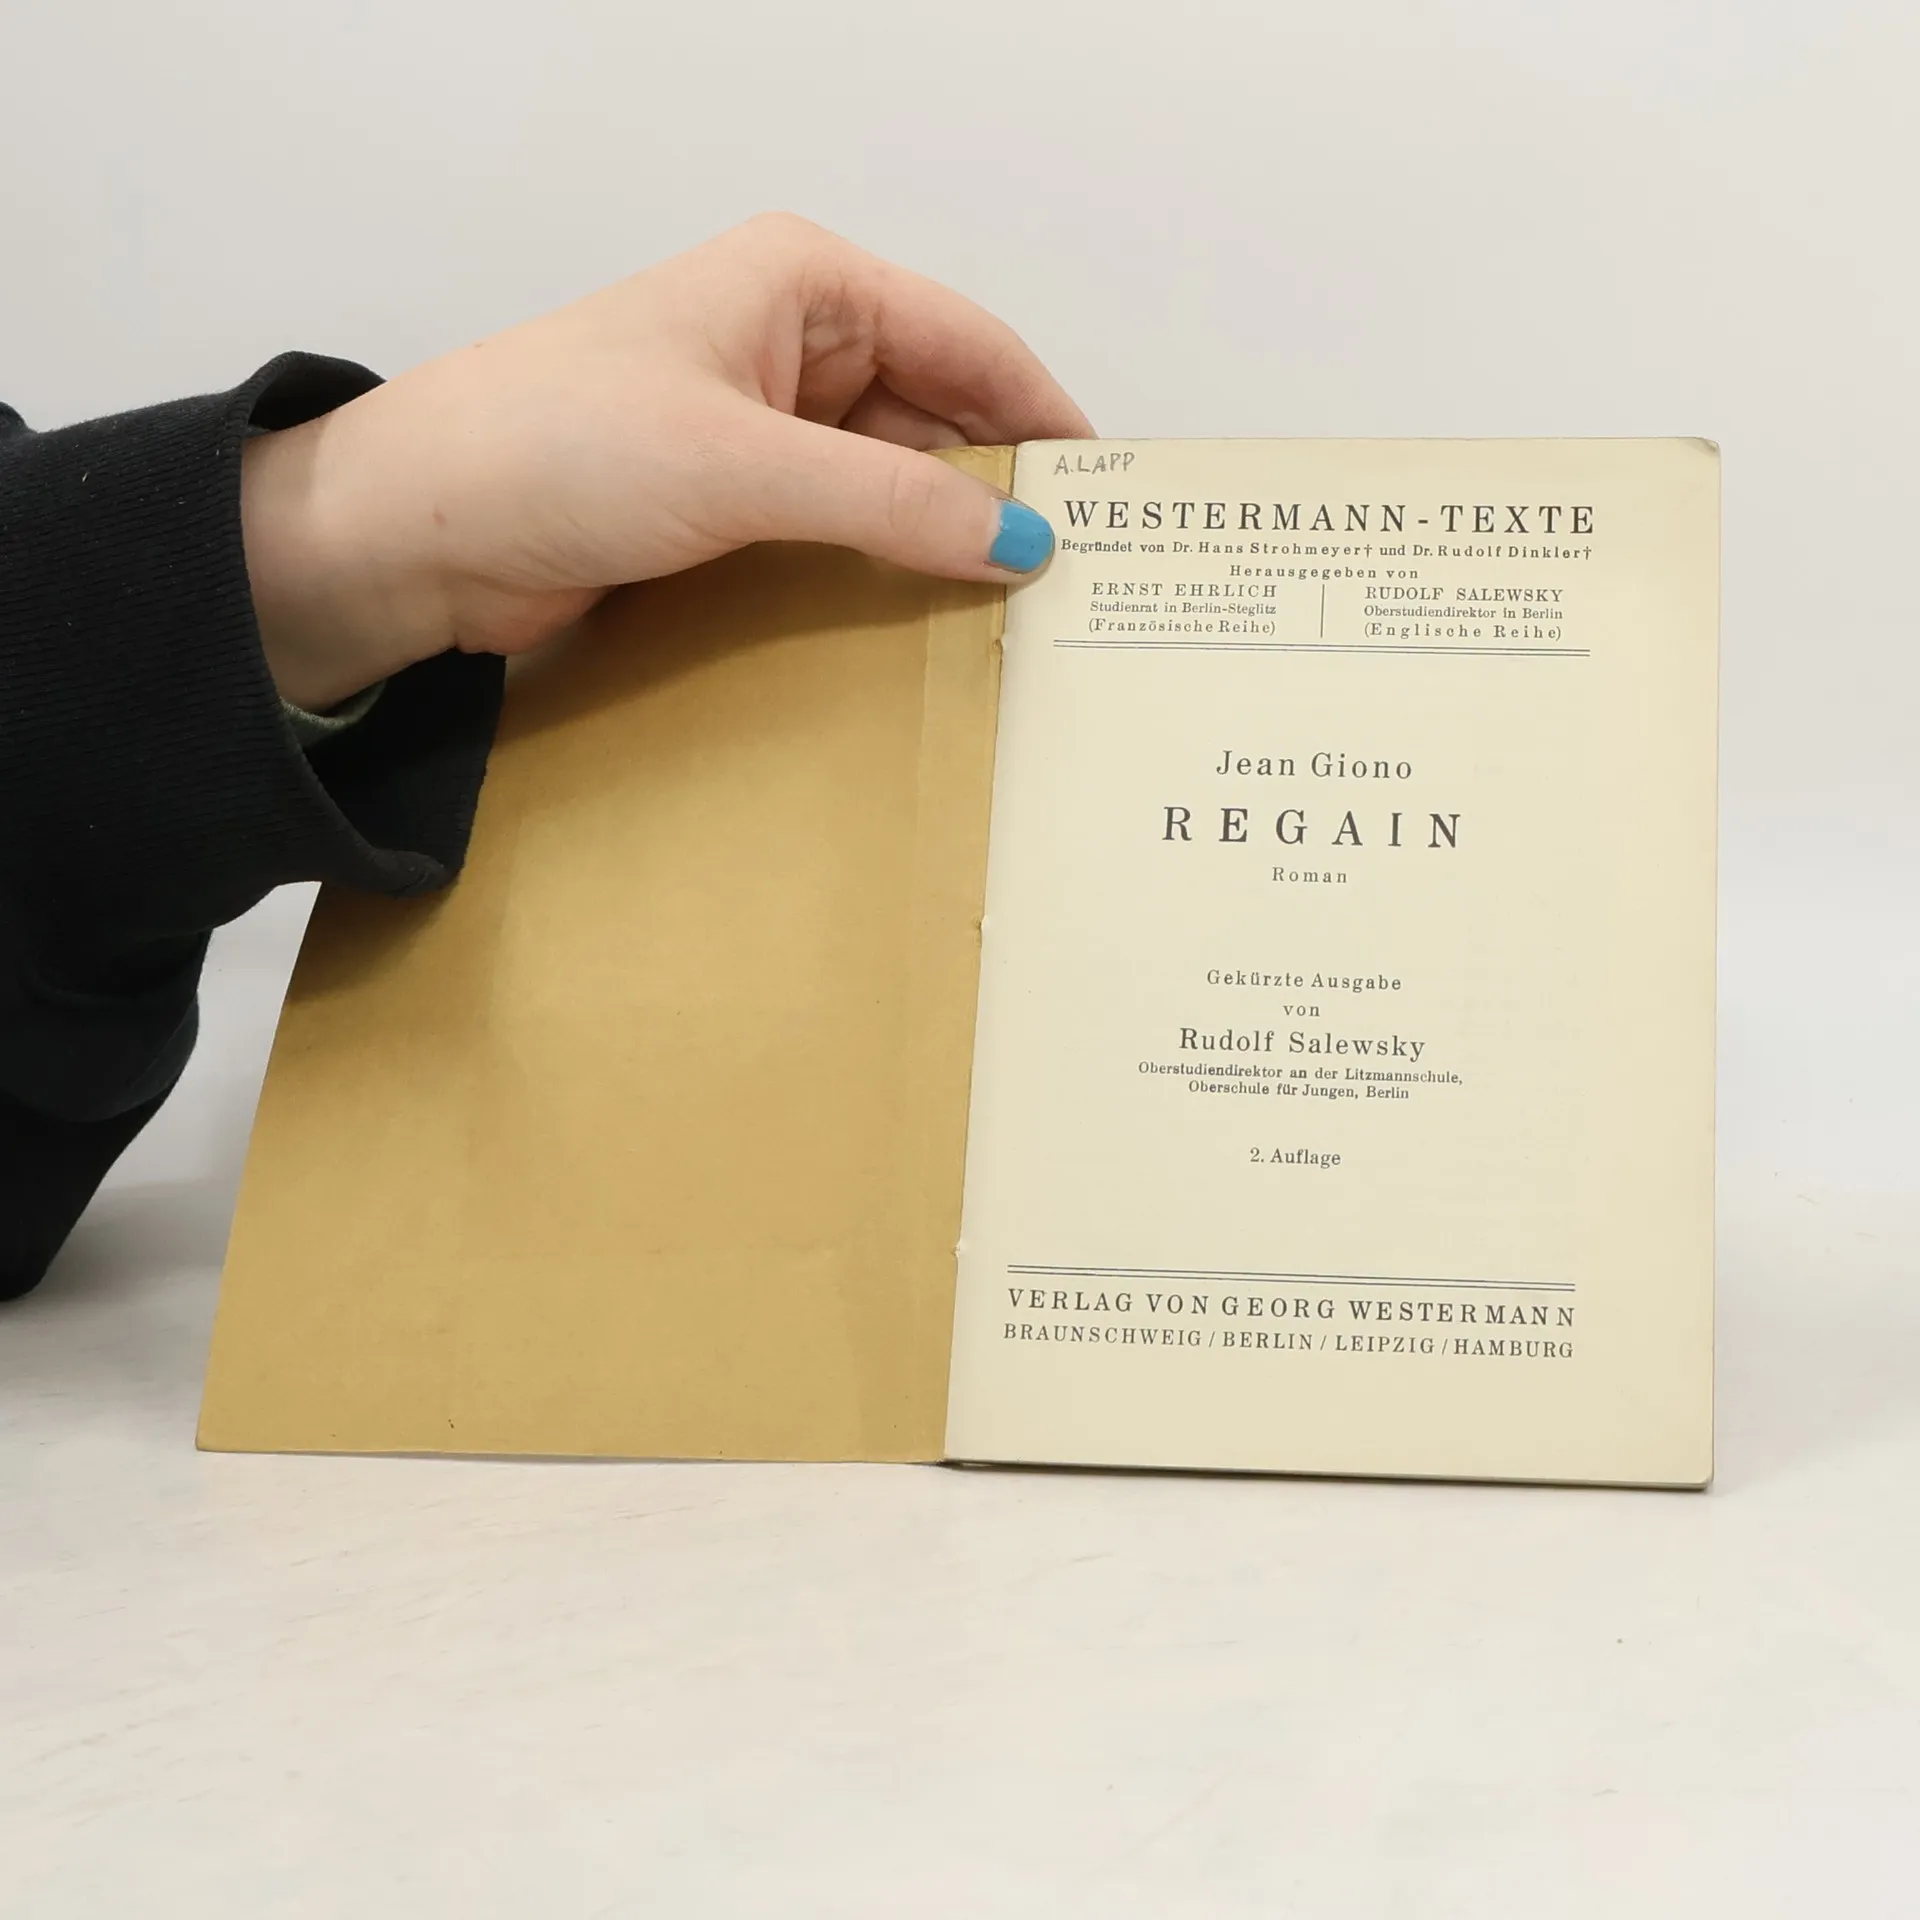 A. LAPP
WESTERMANN-TEXTE
Begründet von Dr. Hans Strohmeyer† und Dr. Rudolf Dinkler†
Herausgegeben von
ERNST EHRLICH
Studienrat in Berlin-Steglitz
(Französische Reihe)
RUDOLF SALEWSKY
Oberstudiendirektor in Berlin
(Englische Reihe)
Jean Giono
REGAIN
Roman
Gekürzte Ausgabe
von
Rudolf Salewsky
Oberstudiendirektor an der Litzmannschule,
Oberschule für Jungen, Berlin
2. Auflage
VERLAG VON GEORG WESTERMANN
BRAUNSCHWEIG / BERLIN / LEIPZIG / HAMBURG